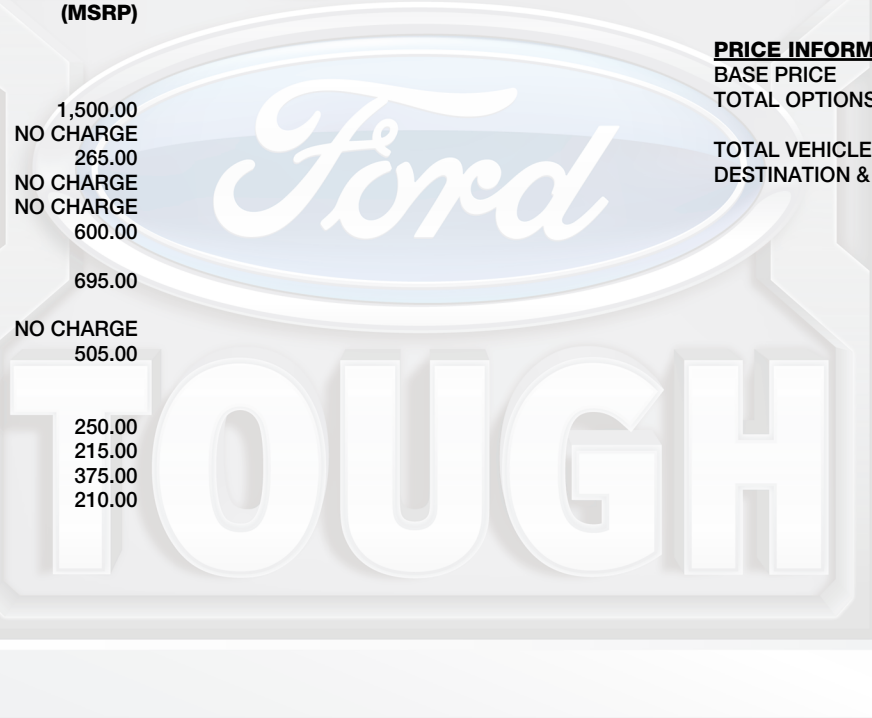 (MSRP)
1,500.00
NO CHARGE
265.00
NO CHARGE
NO CHARGE
600.00
695.00
NO CHARGE
505.00
250.00
215.00
375.00
210.00
PRICE INFORM
BASE PRICE
TOTAL OPTIONS
TOTAL VEHICLE
DESTINATION &
Ford
TOUGH